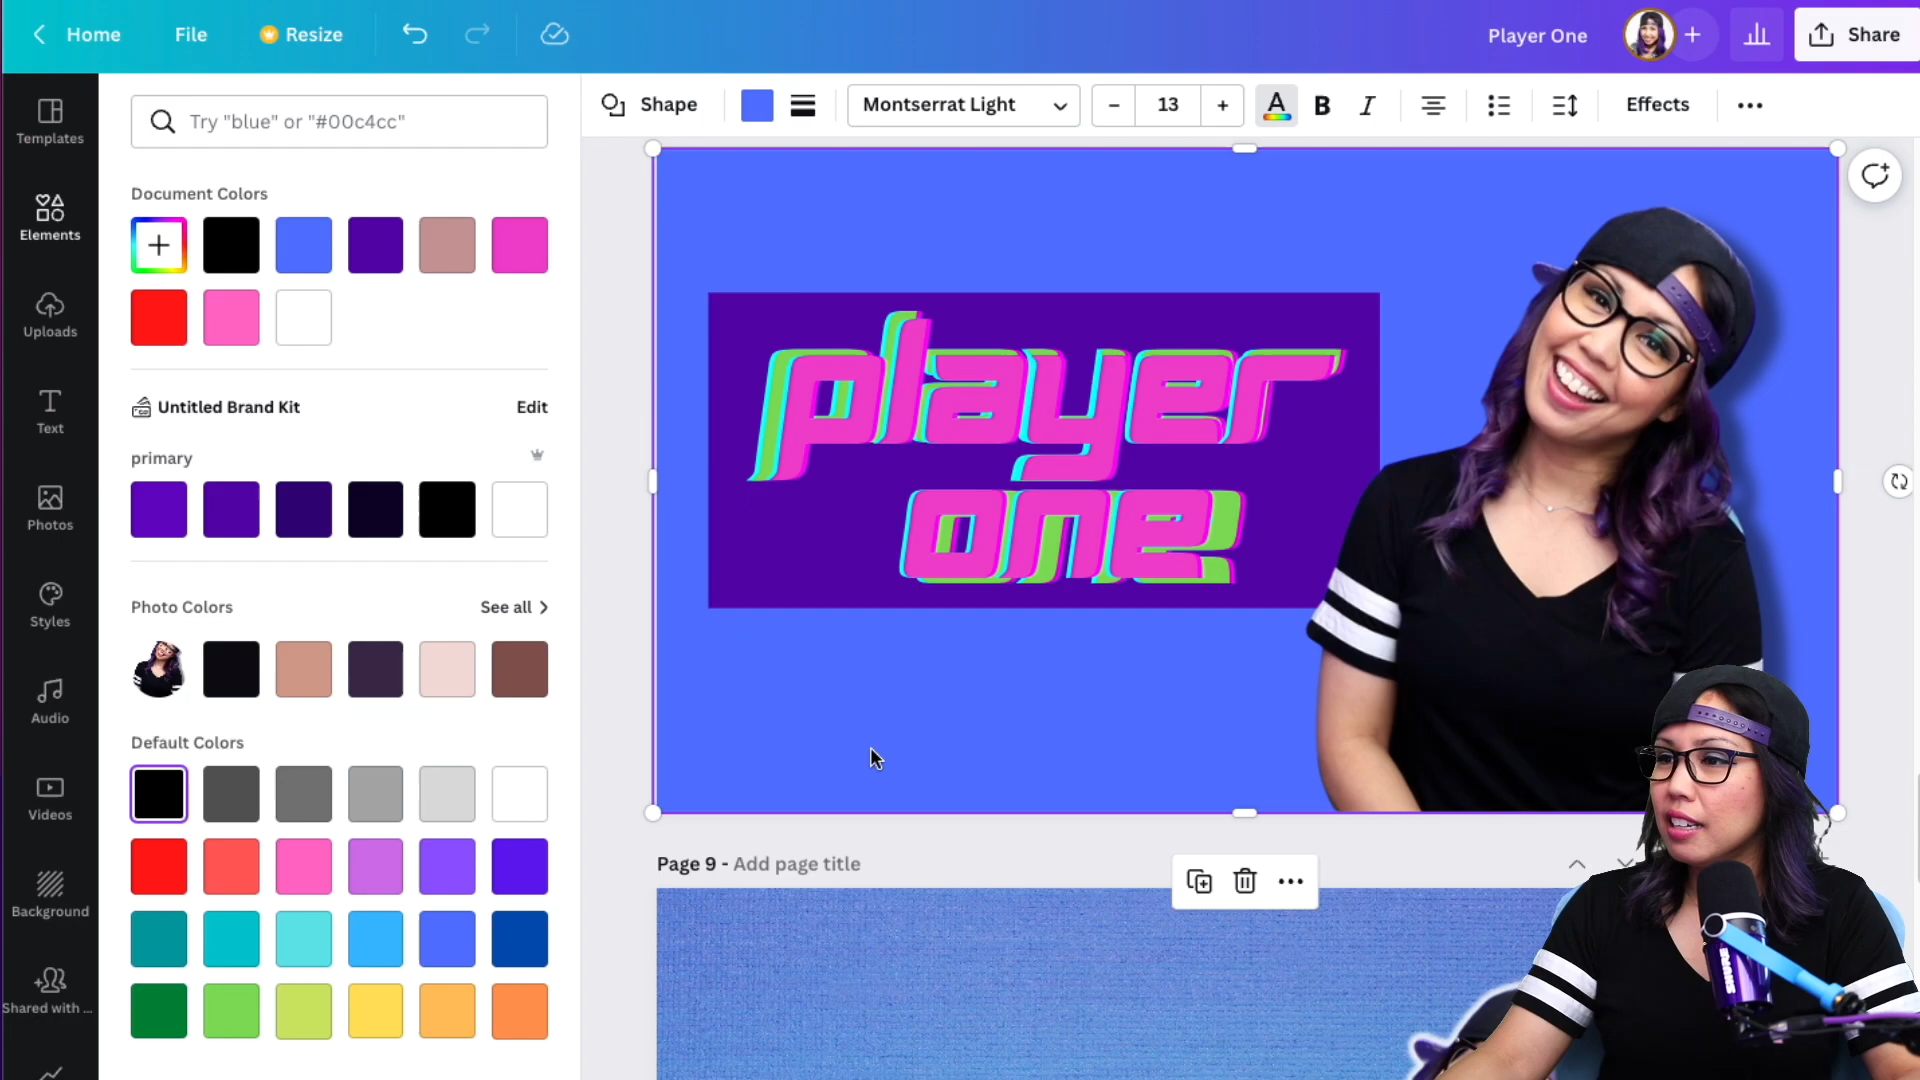 Home
File
Resize
Player One
Share
Templates
Elements
Uploads
Text
Photos
Styles
Audio
Videos
Background
Shared with ...
Try "blue" or "#00c4cc"
Document Colors
Untitled Brand Kit
Edit
primary
Photo Colors
See all
Default Colors
Shape
Montserrat Light
13
A
B
I
Effects
player
one
Page 9 - Add page title